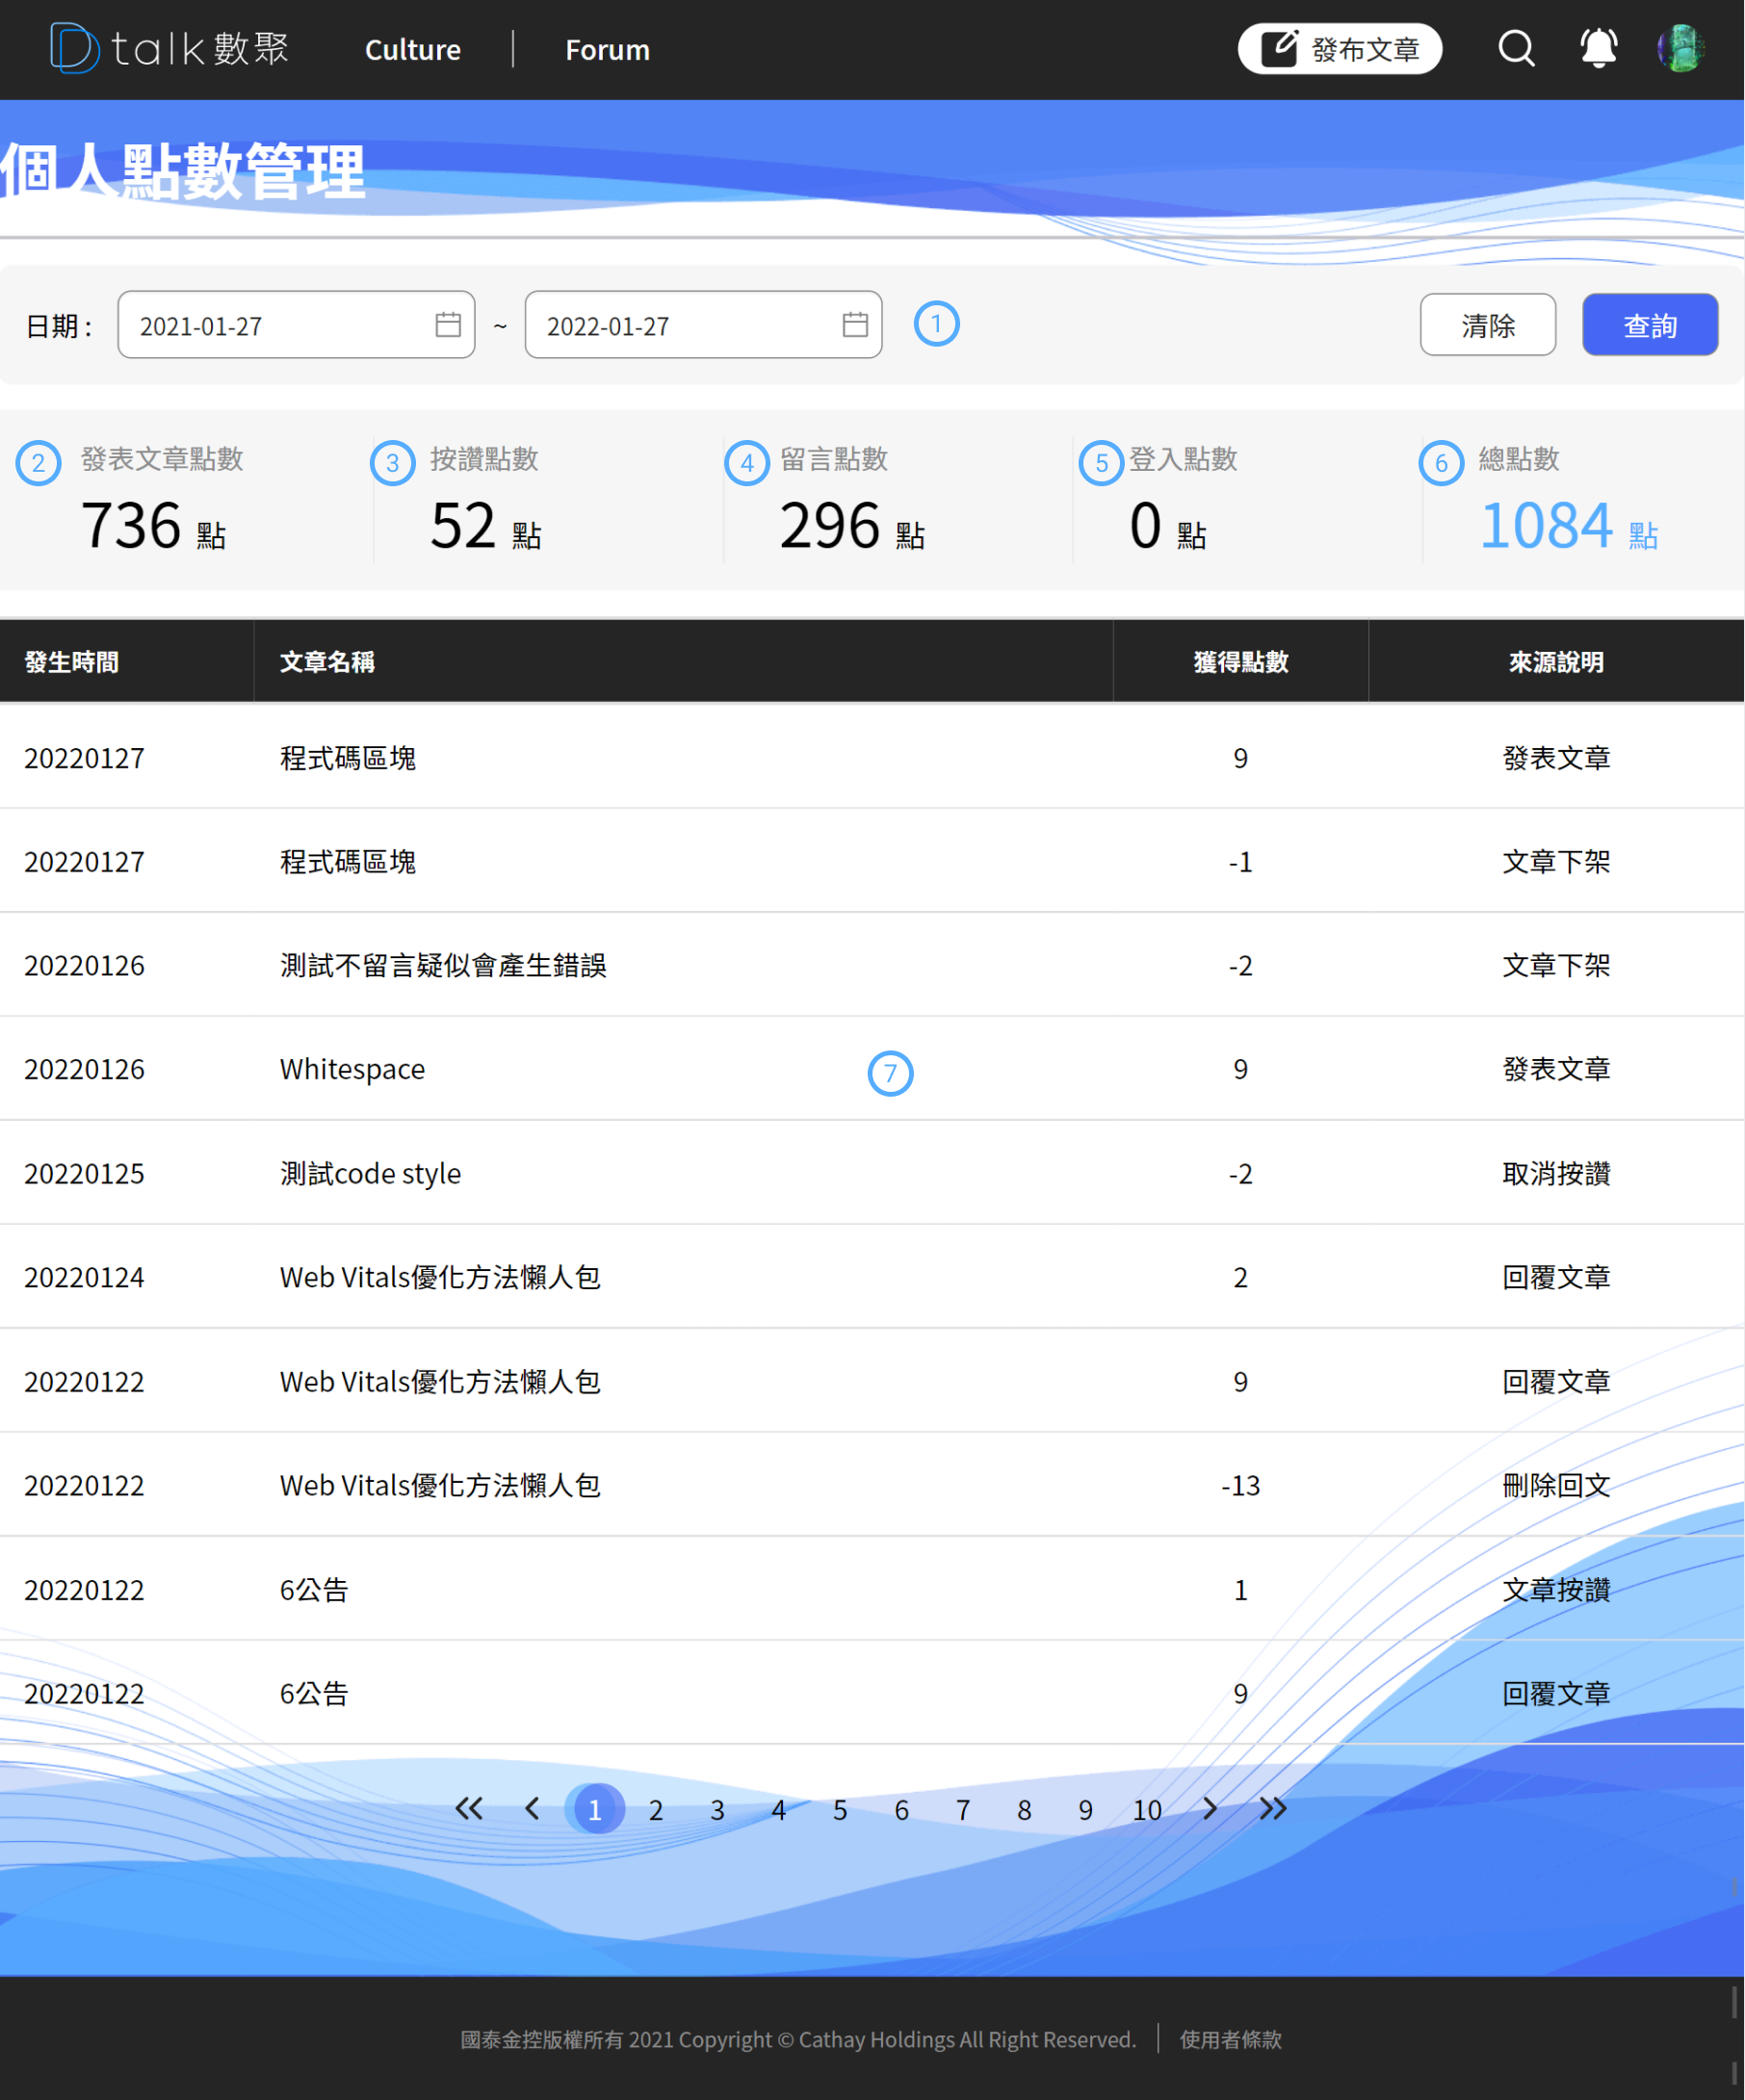 Dtalk數聚 Culture Forum 發布文章
個人點數管理
日期 : 2021-01-27 ~ 2022-01-27 1 清除 查詢
2 發表文章點數 3 按讚點數 4 留言點數 5 登入點數 6 總點數
736 點 52 點 296 點 0 點 1084 點
發生時間 文章名稱 獲得點數 來源說明
20220127 程式碼區塊 9 發表文章
20220127 程式碼區塊 -1 文章下架
20220126 測試不留言疑似會產生錯誤 -2 文章下架
20220126 Whitespace 7 9 發表文章
20220125 測試code style -2 取消按讚
20220124 Web Vitals優化方法懶人包 2 回覆文章
20220122 Web Vitals優化方法懶人包 9 回覆文章
20220122 Web Vitals優化方法懶人包 -13 刪除回文
20220122 6公告 1 文章按讚
20220122 6公告 9 回覆文章
1 2 3 4 5 6 7 8 9 10
國泰金控版權所有 2021 Copyright © Cathay Holdings All Right Reserved. 使用者條款